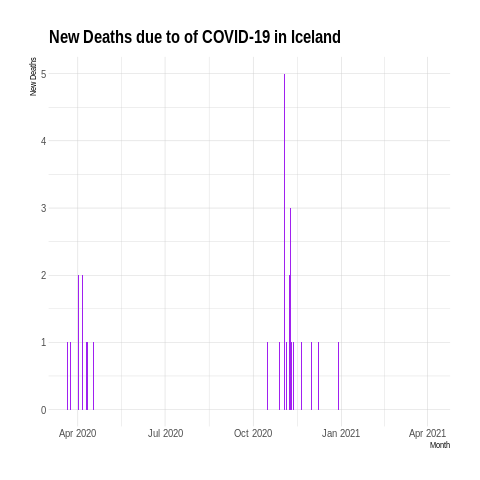 New Deaths due to of COVID-19 in Iceland
New Deaths
5
4
3
2
1
0
Apr 2020 Jul 2020 Oct 2020 Jan 2021 Apr 2021
Month